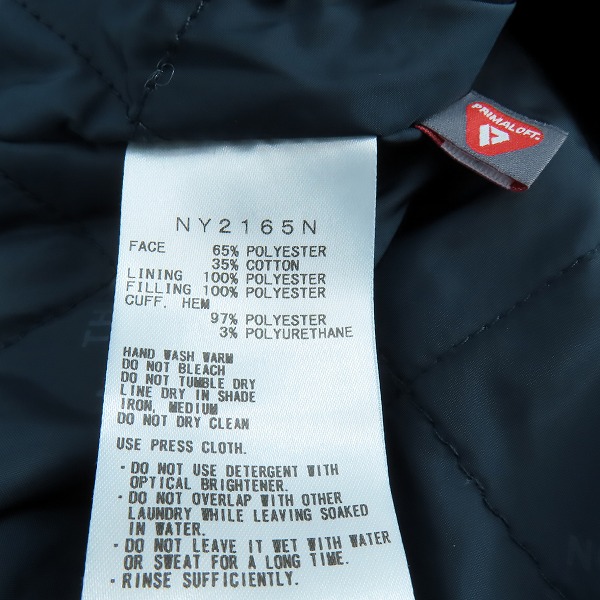 PRIMALOFT®
NY2165N
FACE 65% POLYESTER
35% COTTON
LINING 100% POLYESTER
FILLING 100% POLYESTER
CUFF. HEM
97% POLYESTER
3% POLYURETHANE
HAND WASH WARM
DO NOT BLEACH
DO NOT TUMBLE DRY
LINE DRY IN SHADE
IRON, MEDIUM
DO NOT DRY CLEAN
USE PRESS CLOTH.
・DO NOT USE DETERGENT WITH
OPTICAL BRIGHTENER.
・DO NOT OVERLAP WITH OTHER
LAUNDRY WHILE LEAVING SOAKED
IN WATER.
・DO NOT LEAVE IT WET WITH WATER
OR SWEAT FOR A LONG TIME.
・RINSE SUFFICIENTLY.